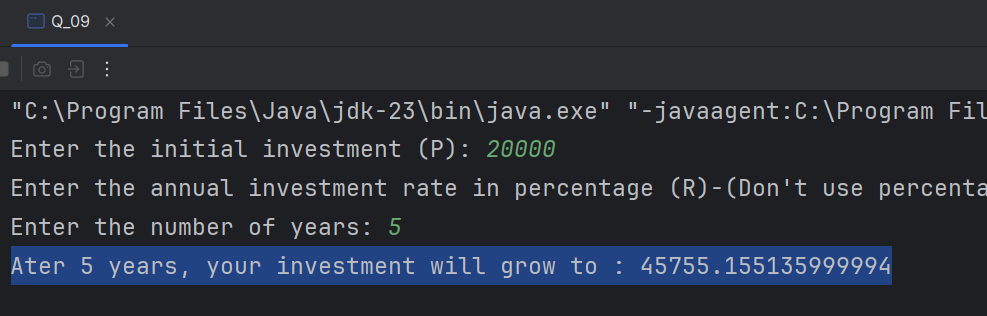 Q_09
"C:\Program Files\Java\jdk-23\bin\java.exe" "-javaagent:C:\Program
Enter the initial investment (P): 20000
Enter the annual investment rate in percentage (R)-(Don't use
Enter the number of years: 5
Ater 5 years, your investment will grow to : 45755.155135999994